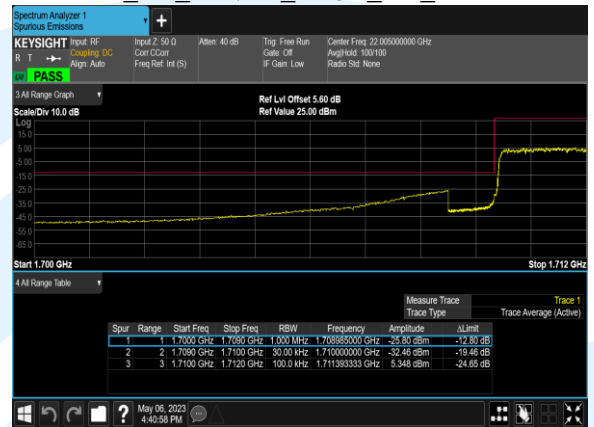 Spectrum Analyzer 1
Spurious Emissions
+
KEYSIGHT Input: RF Input Z: 50 Ω Atten: 40 dB Trig: Free Run Center Freq: 22.005000000 GHz
R T Coupling: DC Corr CCorr Gate: Off Avg|Hold: 100/100
Align: Auto Freq Ref: Int (S) IF Gain: Low Radio Std: None
LV PASS
3 All Range Graph
Ref Lvl Offset 5.60 dB
Scale/Div 10.0 dB Ref Value 25.00 dBm
Log
15.0
5.00
-5.00
-15.0
-25.0
-35.0
-45.0
-55.0
-65.0
Start 1.700 GHz Stop 1.712 GHz
4 All Range Table
Measure Trace Trace 1
Trace Type Trace Average (Active)
Spur Range Start Freq Stop Freq RBW Frequency Amplitude ΔLimit
1 1 1.7000 GHz 1.7090 GHz 1.000 MHz 1.708985000 GHz -25.80 dBm -12.80 dB
2 2 1.7090 GHz 1.7100 GHz 30.00 kHz 1.710000000 GHz -32.46 dBm -19.46 dB
3 3 1.7100 GHz 1.7120 GHz 100.0 kHz 1.711393333 GHz 5.348 dBm -24.65 dB
? May 06, 2023
4:40:58 PM